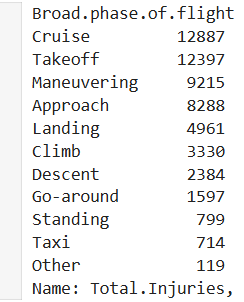 Broad.phase.of.flight
Cruise 12887
Takeoff 12397
Maneuvering 9215
Approach 8288
Landing 4961
Climb 3330
Descent 2384
Go-around 1597
Standing 799
Taxi 714
Other 119
Name: Total.Injuries,